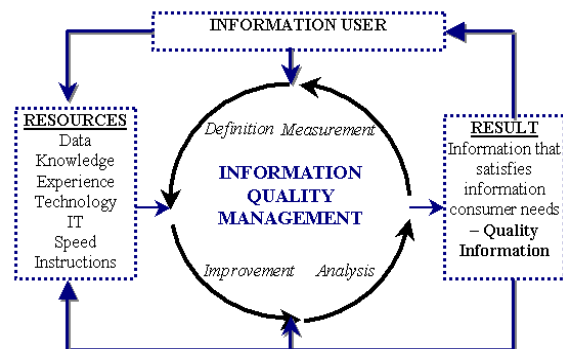 INFORMATION USER
RESOURCES
Data
Knowledge
Experience
Technology
IT
Speed
Instructions
Definition Measurement
INFORMATION
QUALITY
MANAGEMENT
Improvement Analysis
RESULT
Information that
satisfies
information
consumer needs
– Quality
Information